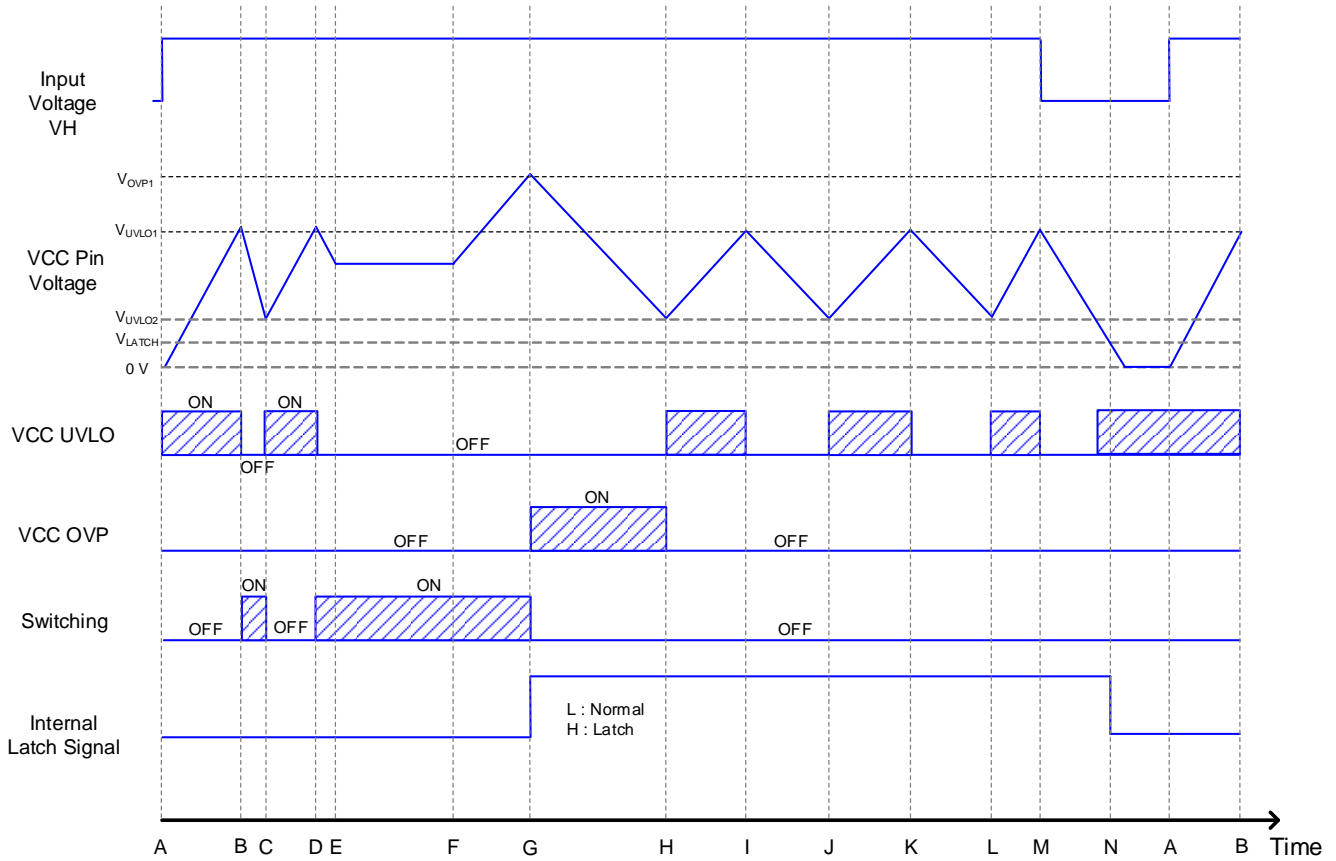 Input
Voltage
VH
VOVP1
VUVLO1
VCC Pin
Voltage
VUVLO2
VLATCH
0 V
ON
ON
VCC UVLO
OFF
OFF
ON
VCC OVP
OFF
OFF
ON
ON
Switching
OFF
OFF
OFF
L : Normal
H : Latch
Internal
Latch Signal
A B C D E F G H I J K L M N A B Time